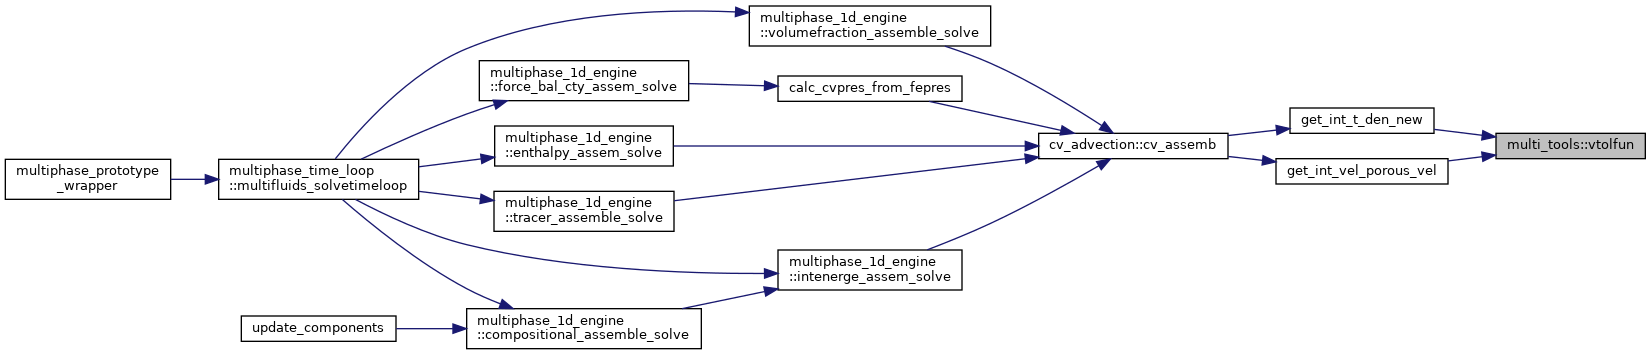 multiphase_1d_engine
::volumefraction_assemble_solve
multiphase_1d_engine
::force_bal_cty_assem_solve
calc_cvpres_from_fepres
multiphase_1d_engine
::enthalpy_assem_solve
cv_advection::cv_assemb
get_int_t_den_new
multi_tools::vtolfun
get_int_vel_porous_vel
multiphase_prototype
_wrapper
multiphase_time_loop
::multifluids_solvetimeloop
multiphase_1d_engine
::tracer_assemble_solve
multiphase_1d_engine
::intenerge_assem_solve
update_components
multiphase_1d_engine
::compositional_assemble_solve